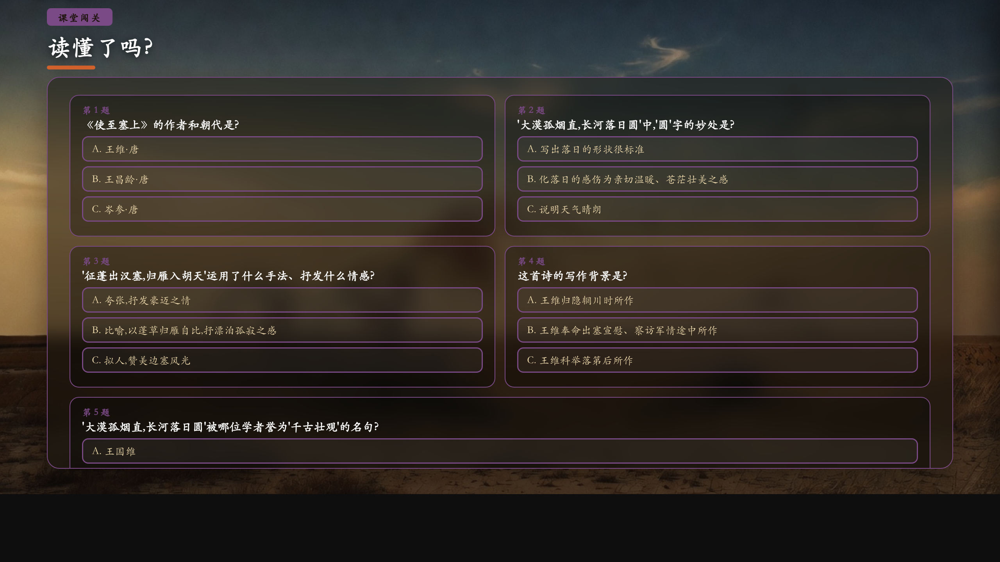 课堂闯关
读懂了吗?
第 1 题
《使至塞上》的作者和朝代是?
A. 王维·唐
B. 王昌龄·唐
C. 岑参·唐
第 2 题
'大漠孤烟直,长河落日圆'中,'圆'字的妙处是?
A. 写出落日的形状很标准
B. 化落日的感伤为亲切温暖、苍茫壮美之感
C. 说明天气晴朗
第 3 题
'征蓬出汉塞,归雁入胡天'运用了什么手法、抒发什么情感?
A. 夸张,抒发豪迈之情
B. 比喻,以蓬草归雁自比,抒漂泊孤寂之感
C. 拟人,赞美边塞风光
第 4 题
这首诗的写作背景是?
A. 王维归隐辋川时所作
B. 王维奉命出塞宣慰、察访军情途中所作
C. 王维科举落第后所作
第 5 题
'大漠孤烟直,长河落日圆'被哪位学者誉为'千古壮观'的名句?
A. 王国维